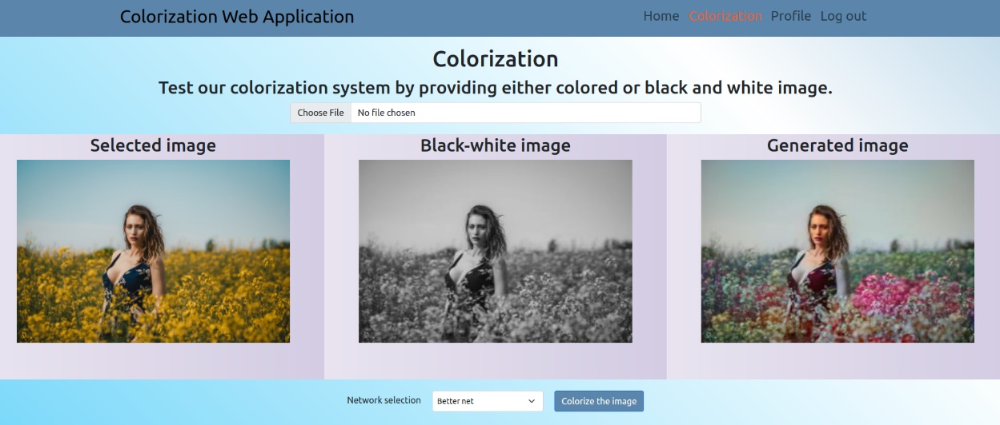 Colorization Web Application
Home Colorization Profile Log out
Colorization
Test our colorization system by providing either colored or black and white image.
Choose File No file chosen
Selected image
Black-white image
Generated image
Network selection Better net Colorize the image